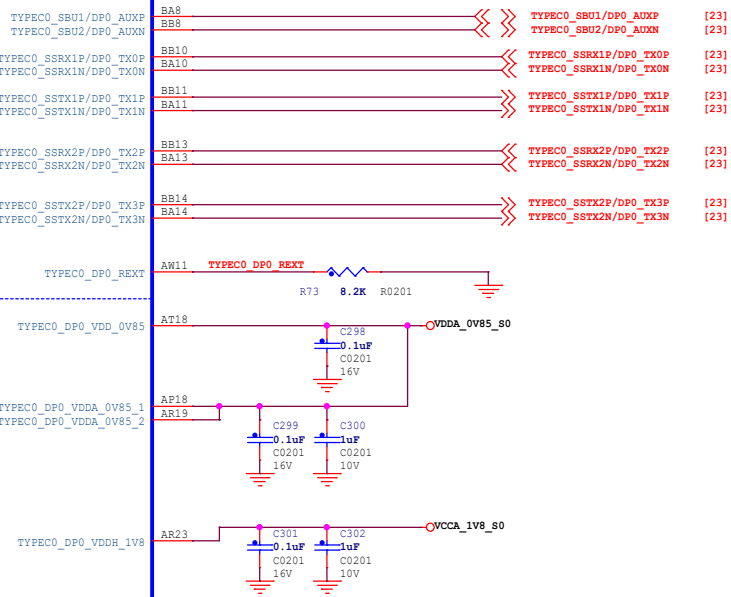 TYPEC0_SBU1/DP0_AUXP BA8 TYPEC0_SBU1/DP0_AUXP [23]
TYPEC0_SBU2/DP0_AUXN BB8 TYPEC0_SBU2/DP0_AUXN [23]
TYPEC0_SSRX1P/DP0_TX0P BB10 TYPEC0_SSRX1P/DP0_TX0P [23]
TYPEC0_SSRX1N/DP0_TX0N BA10 TYPEC0_SSRX1N/DP0_TX0N [23]
TYPEC0_SSTX1P/DP0_TX1P BB11 TYPEC0_SSTX1P/DP0_TX1P [23]
TYPEC0_SSTX1N/DP0_TX1N BA11 TYPEC0_SSTX1N/DP0_TX1N [23]
TYPEC0_SSRX2P/DP0_TX2P BB13 TYPEC0_SSRX2P/DP0_TX2P [23]
TYPEC0_SSRX2N/DP0_TX2N BA13 TYPEC0_SSRX2N/DP0_TX2N [23]
TYPEC0_SSTX2P/DP0_TX3P BB14 TYPEC0_SSTX2P/DP0_TX3P [23]
TYPEC0_SSTX2N/DP0_TX3N BA14 TYPEC0_SSTX2N/DP0_TX3N [23]
TYPEC0_DP0_REXT AW11 TYPEC0_DP0_REXT
R73 8.2K R0201
TYPEC0_DP0_VDD_0V85 AT18 VDDA_0V85_S0
C298
0.1uF
C0201
16V
TYPEC0_DP0_VDDA_0V85_1 AP18
TYPEC0_DP0_VDDA_0V85_2 AR19
C299 C300
0.1uF 1uF
C0201 C0201
16V 10V
VCCA_1V8_S0
TYPEC0_DP0_VDDH_1V8 AR23
C301 C302
0.1uF 1uF
C0201 C0201
16V 10V